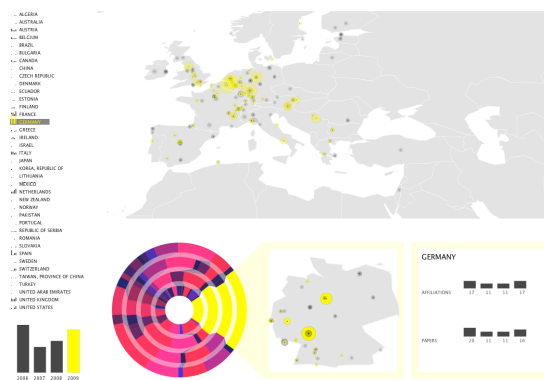 ALGERIA
AUSTRALIA
AUSTRIA
BELGIUM
BRAZIL
BULGARIA
CANADA
CHINA
CZECH REPUBLIC
DENMARK
ECUADOR
ESTONIA
FINLAND
FRANCE
GERMANY
GREECE
IRELAND
ISRAEL
ITALY
JAPAN
KOREA, REPUBLIC OF
LITHUANIA
MEXICO
NETHERLANDS
NEW ZEALAND
NORWAY
PAKISTAN
PORTUGAL
REPUBLIC OF SERBIA
ROMANIA
SLOVAKIA
SPAIN
SWEDEN
SWITZERLAND
TAIWAN, PROVINCE OF CHINA
TURKEY
UNITED ARAB EMIRATES
UNITED KINGDOM
UNITED STATES
2006 2007 2008 2009
GERMANY
AFFILIATIONS
17 11 11 17
PAPERS
20 11 11 16